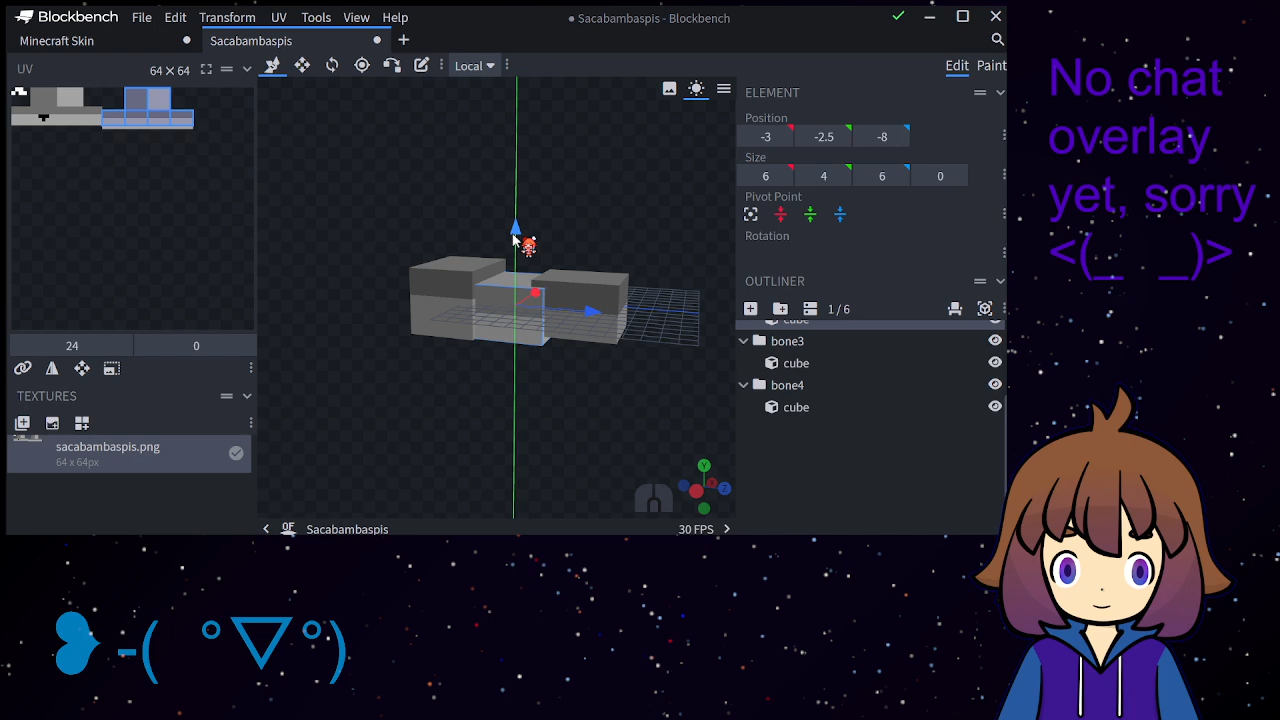 Blockbench File Edit Transform UV Tools View Help
● Sacabambaspis - Blockbench
Minecraft Skin
Sacabambaspis
UV 64 × 64
Local
Edit Paint
ELEMENT
Position
-3 -2.5 -8
Size
6 4 6 0
Pivot Point
Rotation
OUTLINER
1 / 6
cube
bone3
cube
bone4
cube
24 0
TEXTURES
sacabambaspis.png
64 x 64px
Y
Z
Sacabambaspis
30 FPS
No chat
overlay
yet, sorry
<(_ _)>
❥-( °▽°)